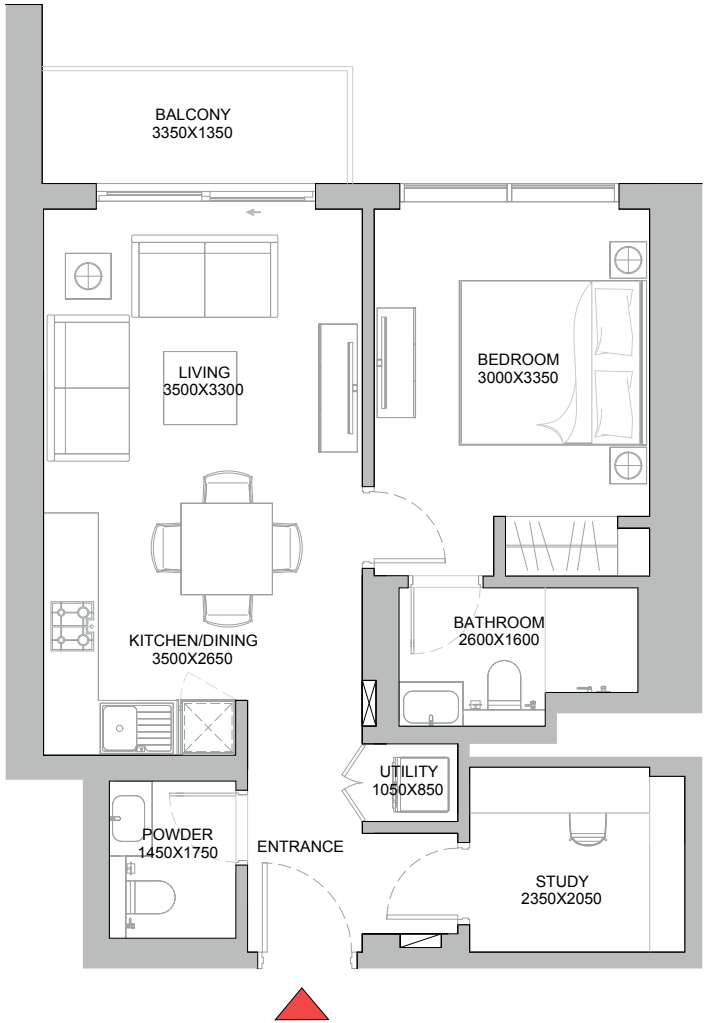 BALCONY
3350X1350
LIVING
3500X3300
BEDROOM
3000X3350
KITCHEN/DINING
3500X2650
BATHROOM
2600X1600
UTILITY
1050X850
POWDER
1450X1750
ENTRANCE
STUDY
2350X2050